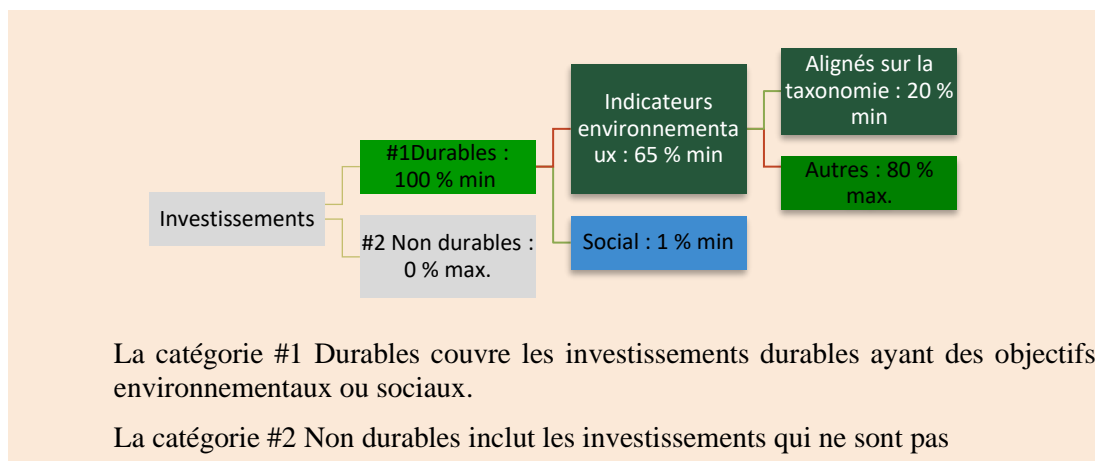 Investissements
#1Durables :
100 % min
#2 Non durables :
0 % max.
Indicateurs
environnementa
ux : 65 % min
Social : 1 % min
Alignés sur la
taxonomie : 20 %
min
Autres : 80 %
max.
La catégorie #1 Durables couvre les investissements durables ayant des objectifs
environnementaux ou sociaux.
La catégorie #2 Non durables inclut les investissements qui ne sont pas